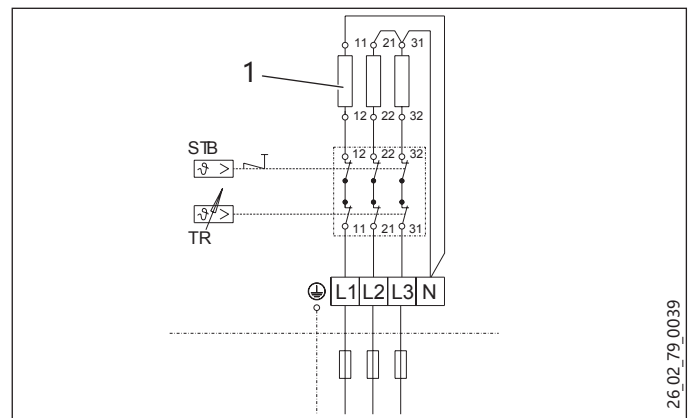 11 21 31
1
12 22 32
STB
12 22 32
ϑ >
ϑ >
TR
11 21 31
L1 L2 L3 N
26_02_79_0039